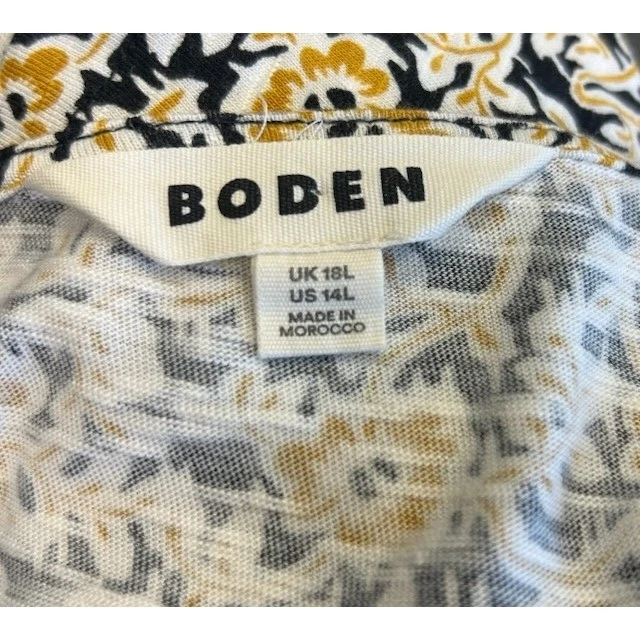 BODEN
UK 18L
US 14L
MADE IN
MOROCCO